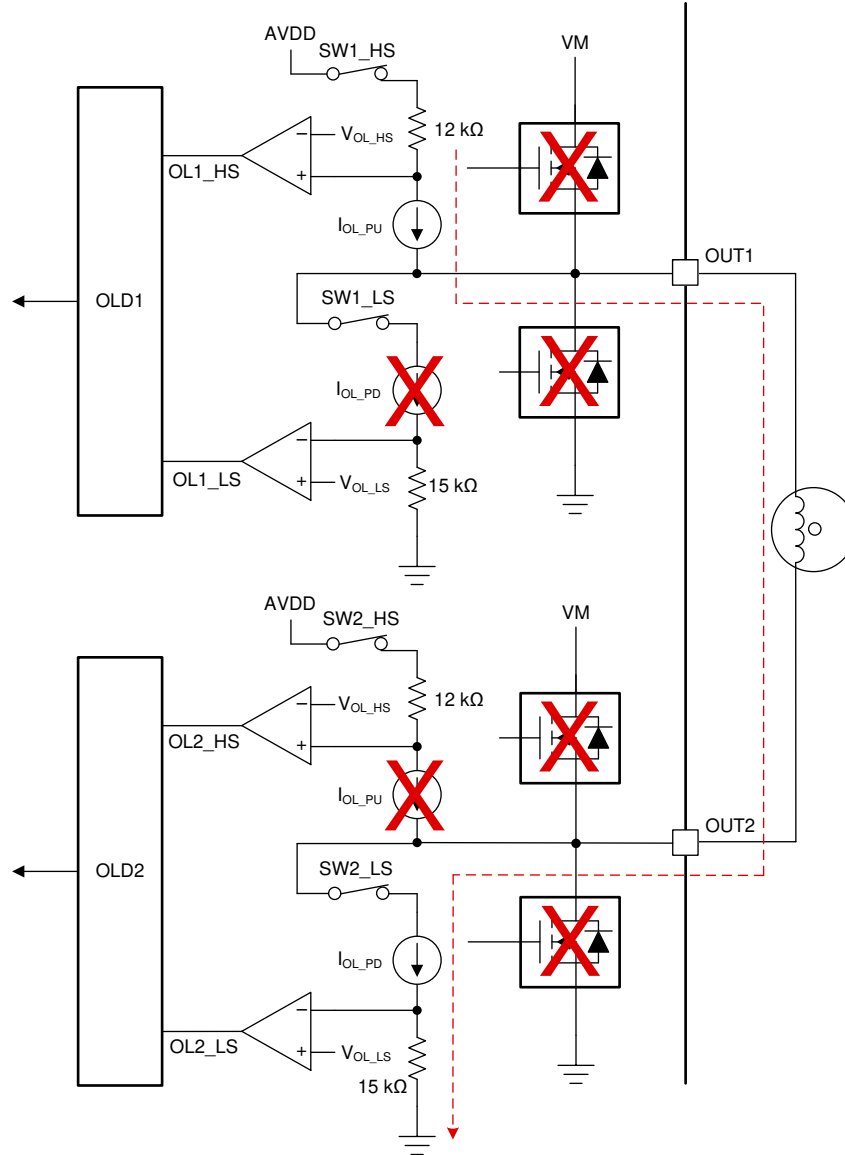 AVDD
SW1_HS
VM
12 kΩ
− V_OL_HS
+
OL1_HS
I_OL_PU
OUT1
SW1_LS
OLD1
I_OL_PD
−
OL1_LS
+ V_OL_LS
15 kΩ
AVDD
SW2_HS
VM
12 kΩ
− V_OL_HS
+
OL2_HS
I_OL_PU
OUT2
SW2_LS
OLD2
I_OL_PD
−
OL2_LS
+ V_OL_LS
15 kΩ